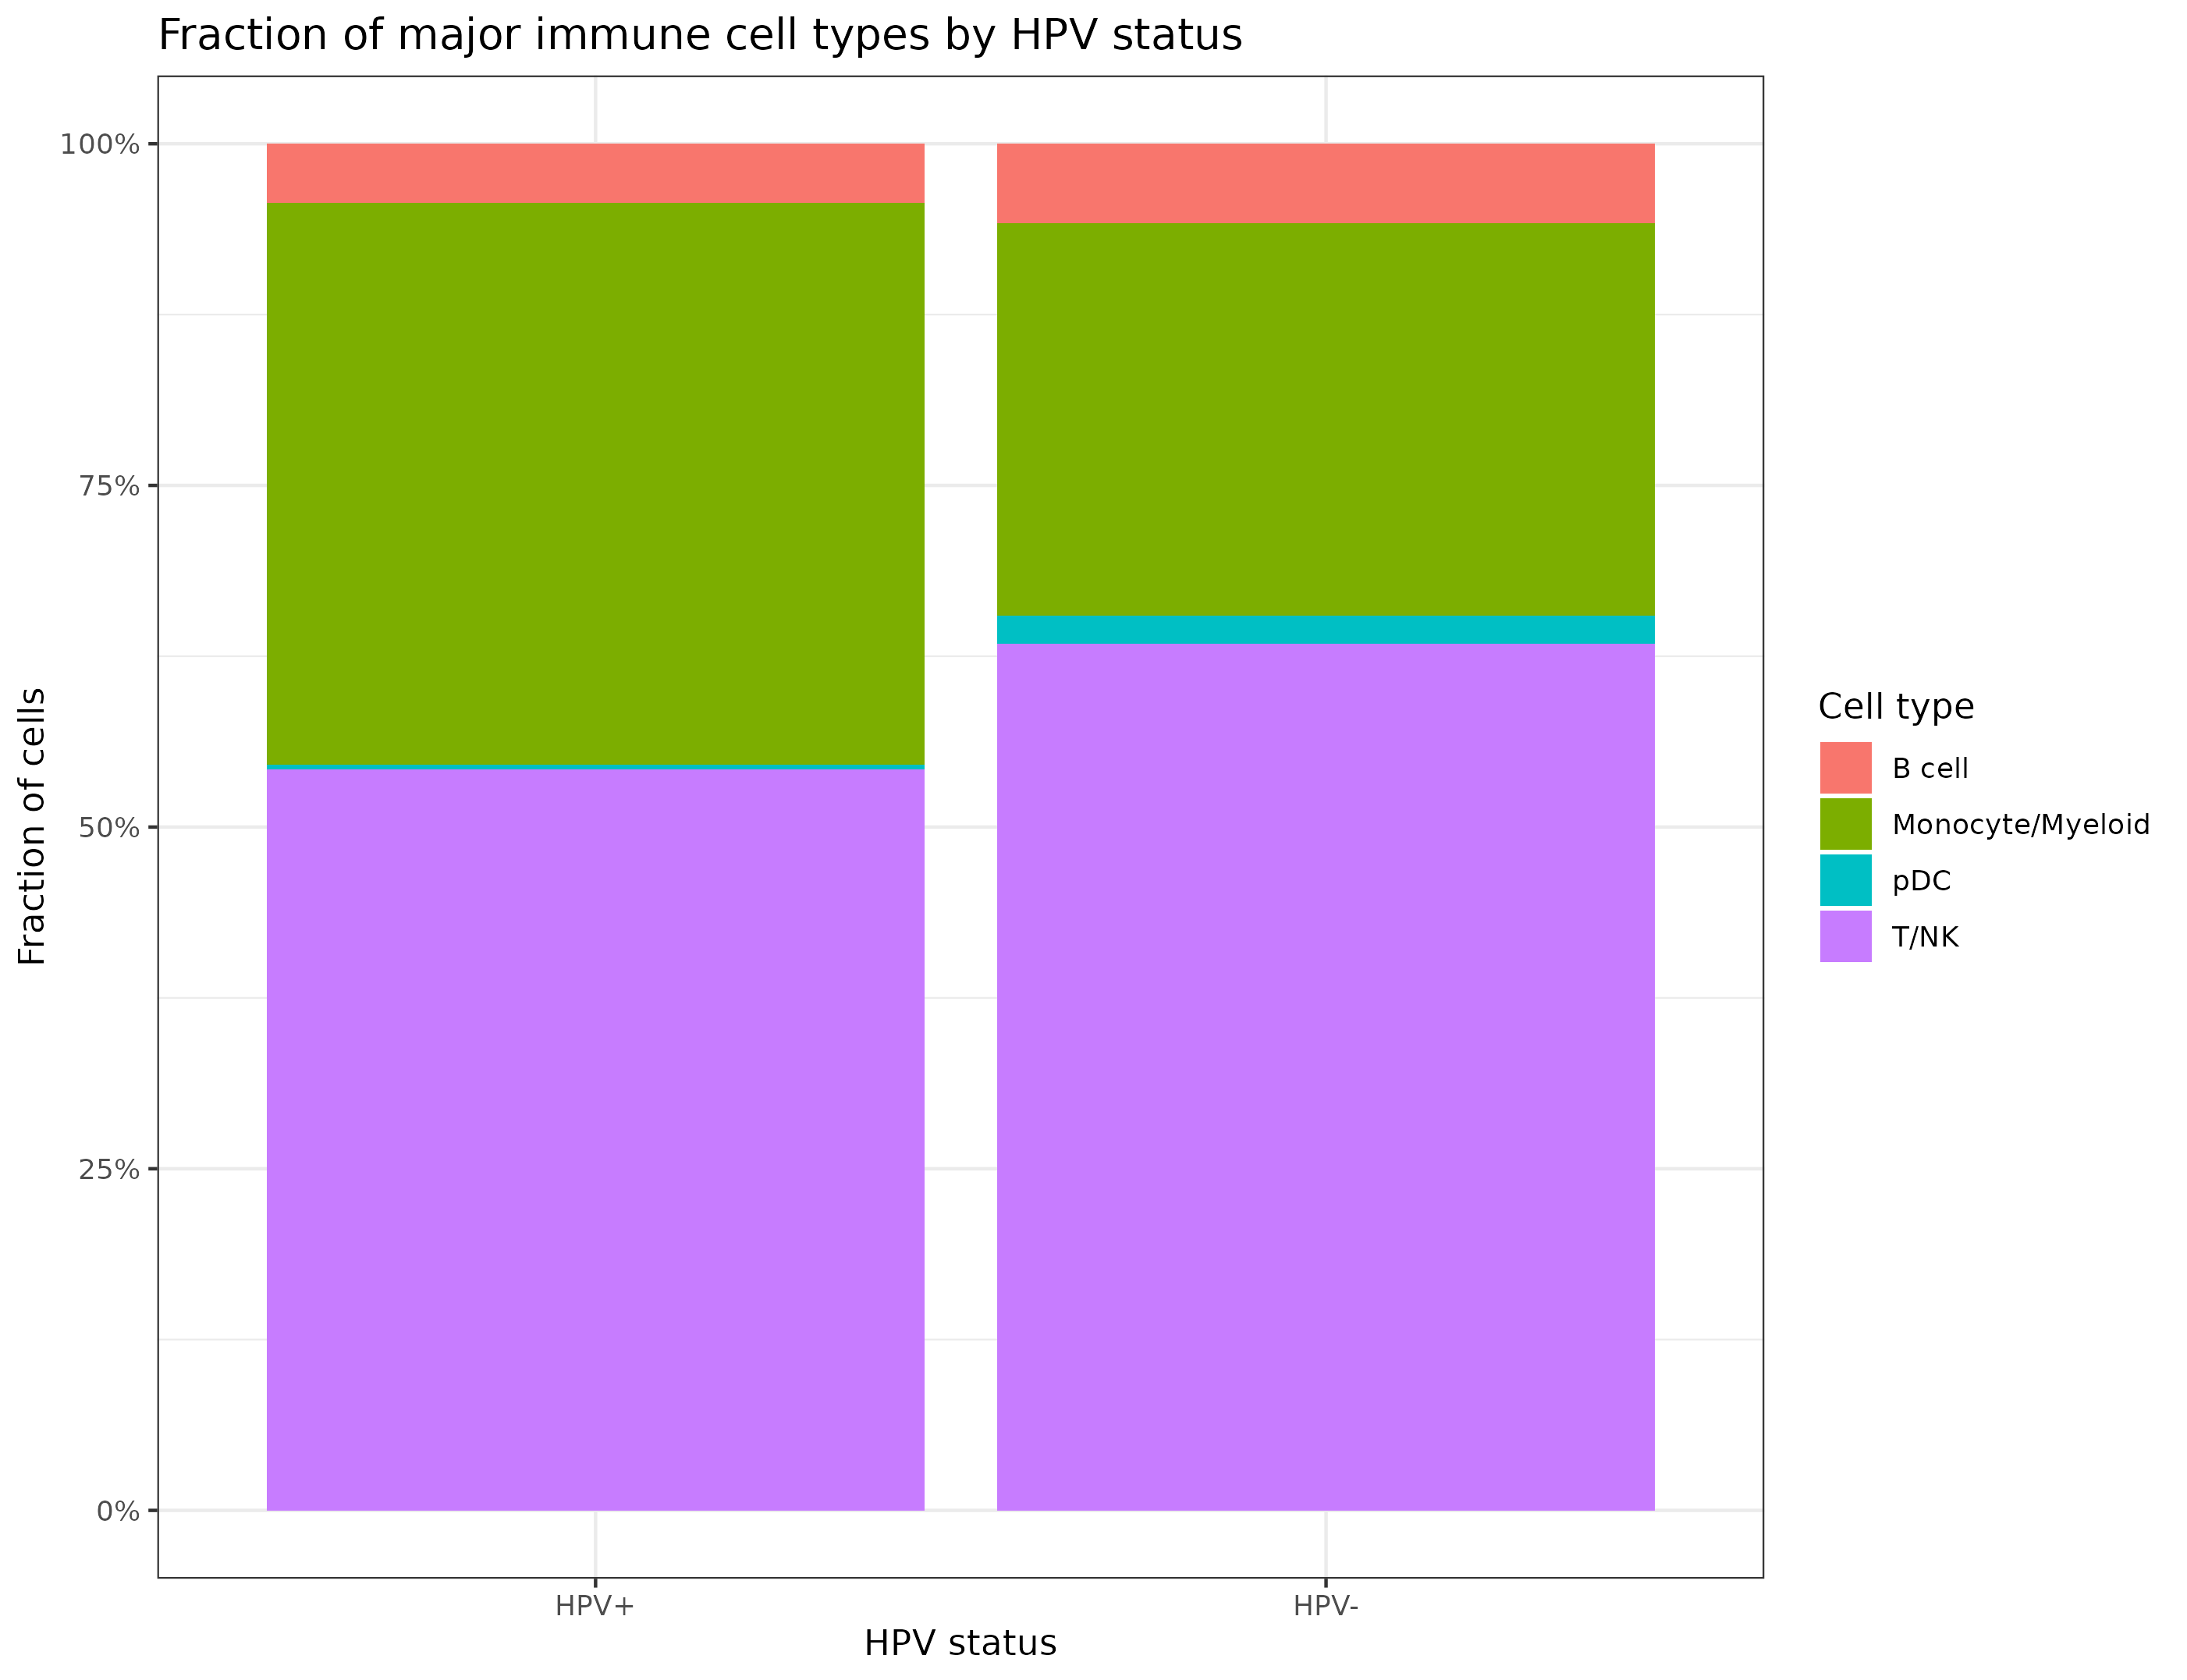 Fraction of major immune cell types by HPV status
100%
75%
50%
25%
0%
Fraction of cells
HPV+
HPV-
HPV status
Cell type
B cell
Monocyte/Myeloid
pDC
T/NK